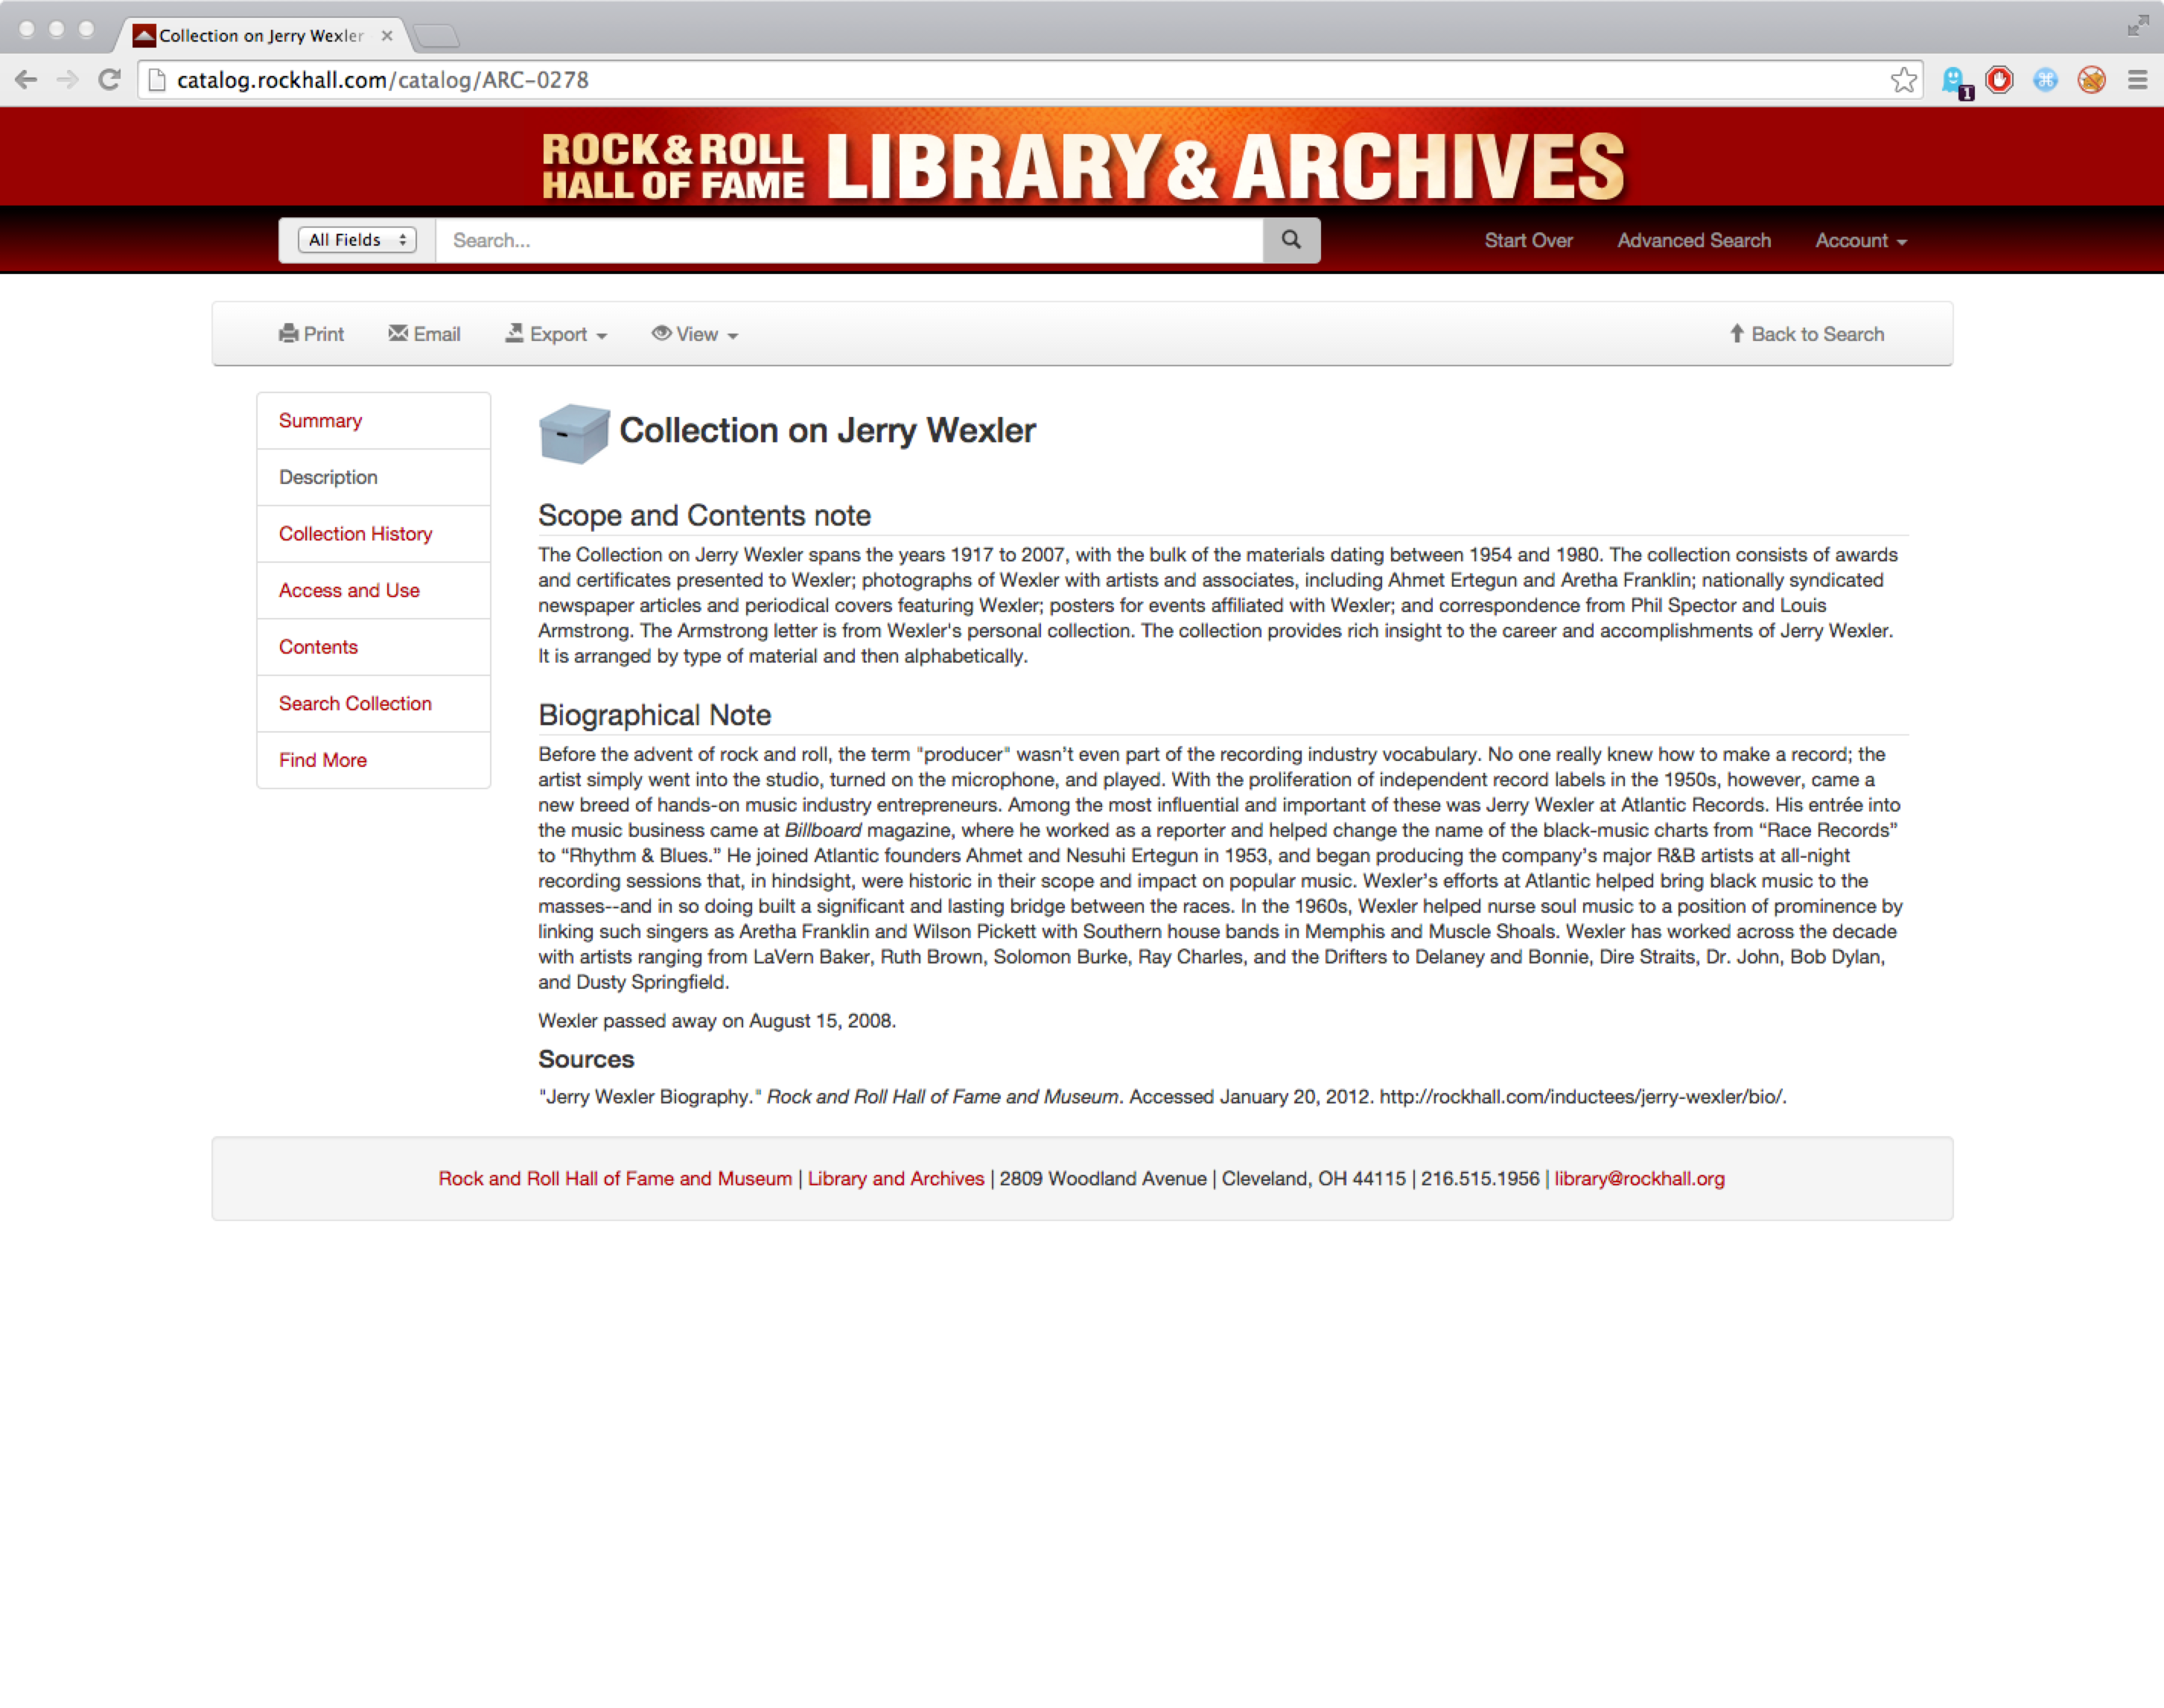 Collection on Jerry Wexler
catalog.rockhall.com/catalog/ARC-0278
1
ROCK & ROLL
HALL OF FAME
LIBRARY & ARCHIVES
All Fields
Search...
Start Over
Advanced Search
Account
Print
Email
Export
View
Back to Search
Summary
Description
Collection History
Access and Use
Contents
Search Collection
Find More
Collection on Jerry Wexler
Scope and Contents note
The Collection on Jerry Wexler spans the years 1917 to 2007, with the bulk of the materials dating between 1954 and 1980. The collection consists of awards
and certificates presented to Wexler; photographs of Wexler with artists and associates, including Ahmet Ertegun and Aretha Franklin; nationally syndicated
newspaper articles and periodical covers featuring Wexler; posters for events affiliated with Wexler; and correspondence from Phil Spector and Louis
Armstrong. The Armstrong letter is from Wexler's personal collection. The collection provides rich insight to the career and accomplishments of Jerry Wexler.
It is arranged by type of material and then alphabetically.
Biographical Note
Before the advent of rock and roll, the term "producer" wasn't even part of the recording industry vocabulary. No one really knew how to make a record; the
artist simply went into the studio, turned on the microphone, and played. With the proliferation of independent record labels in the 1950s, however, came a
new breed of hands-on music industry entrepreneurs. Among the most influential and important of these was Jerry Wexler at Atlantic Records. His entrée into
the music business came at Billboard magazine, where he worked as a reporter and helped change the name of the black-music charts from “Race Records”
to “Rhythm & Blues.” He joined Atlantic founders Ahmet and Nesuhi Ertegun in 1953, and began producing the company’s major R&B artists at all-night
recording sessions that, in hindsight, were historic in their scope and impact on popular music. Wexler’s efforts at Atlantic helped bring black music to the
masses--and in so doing built a significant and lasting bridge between the races. In the 1960s, Wexler helped nurse soul music to a position of prominence by
linking such singers as Aretha Franklin and Wilson Pickett with Southern house bands in Memphis and Muscle Shoals. Wexler has worked across the decade
with artists ranging from LaVern Baker, Ruth Brown, Solomon Burke, Ray Charles, and the Drifters to Delaney and Bonnie, Dire Straits, Dr. John, Bob Dylan,
and Dusty Springfield.
Wexler passed away on August 15, 2008.
Sources
"Jerry Wexler Biography." Rock and Roll Hall of Fame and Museum. Accessed January 20, 2012. http://rockhall.com/inductees/jerry-wexler/bio/.
Rock and Roll Hall of Fame and Museum | Library and Archives | 2809 Woodland Avenue | Cleveland, OH 44115 | 216.515.1956 | library@rockhall.org